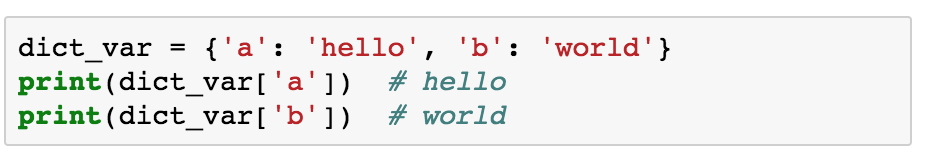 dict_var = {'a': 'hello', 'b': 'world'}
print(dict_var['a'])  # hello
print(dict_var['b'])  # world